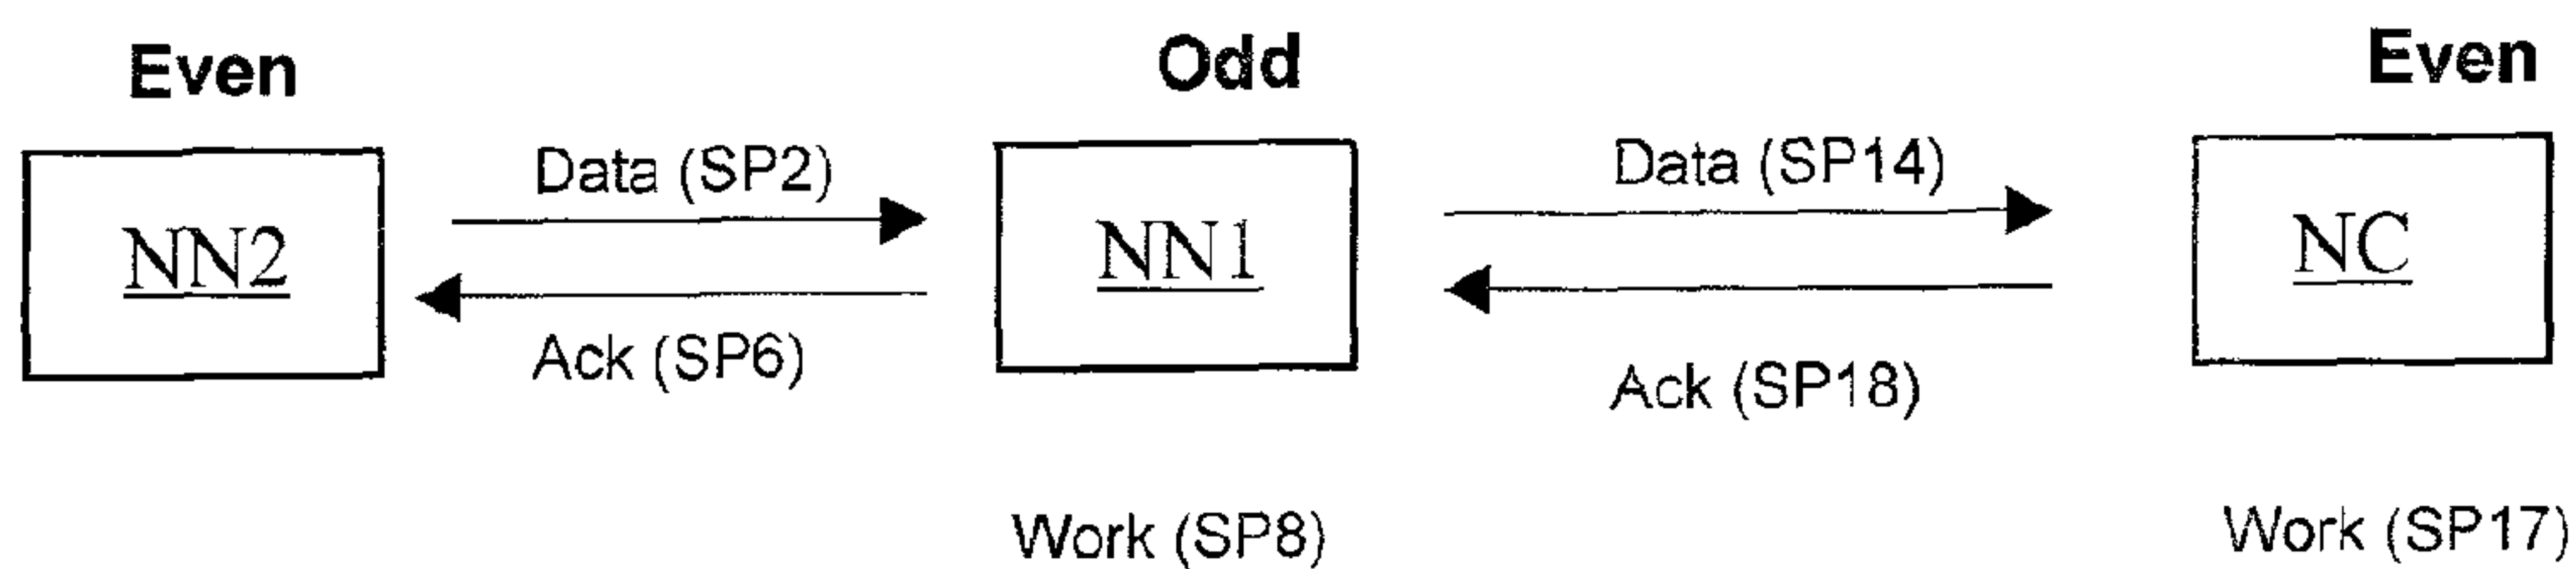 Even Odd Even
Data (SP2) Data (SP14)
NN2 NN1 NC
Ack (SP6) Ack (SP18)
Work (SP8) Work (SP17)